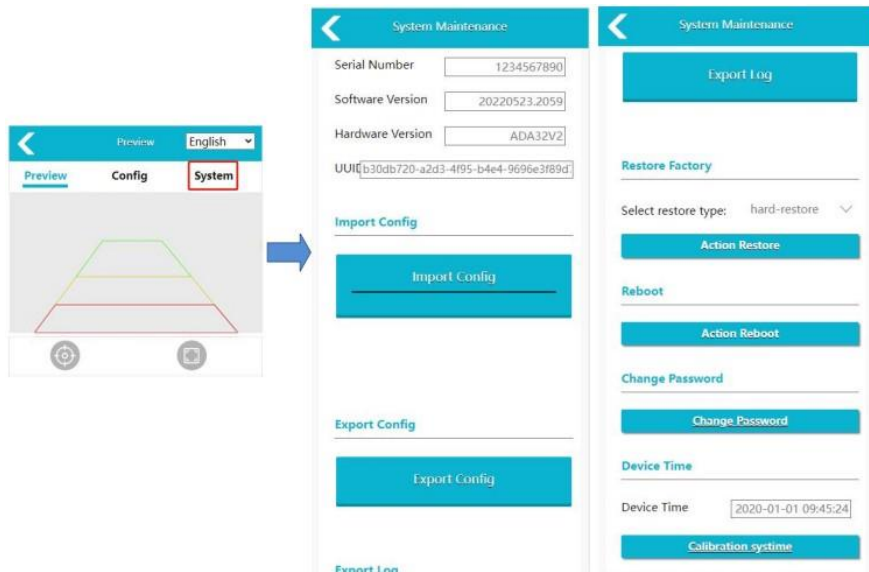 Preview
English
Preview Config System
System Maintenance
Serial Number 1234567890
Software Version 20220523.2059
Hardware Version ADA32V2
UUID b30db720-a2d3-4f95-b4e4-9696e3f89d
Import Config
Import Config
Export Config
Export Config
Export Log
System Maintenance
Export Log
Restore Factory
Select restore type: hard-restore
Action Restore
Reboot
Action Reboot
Change Password
Change Password
Device Time
Device Time 2020-01-01 09:45:24
Calibration systime